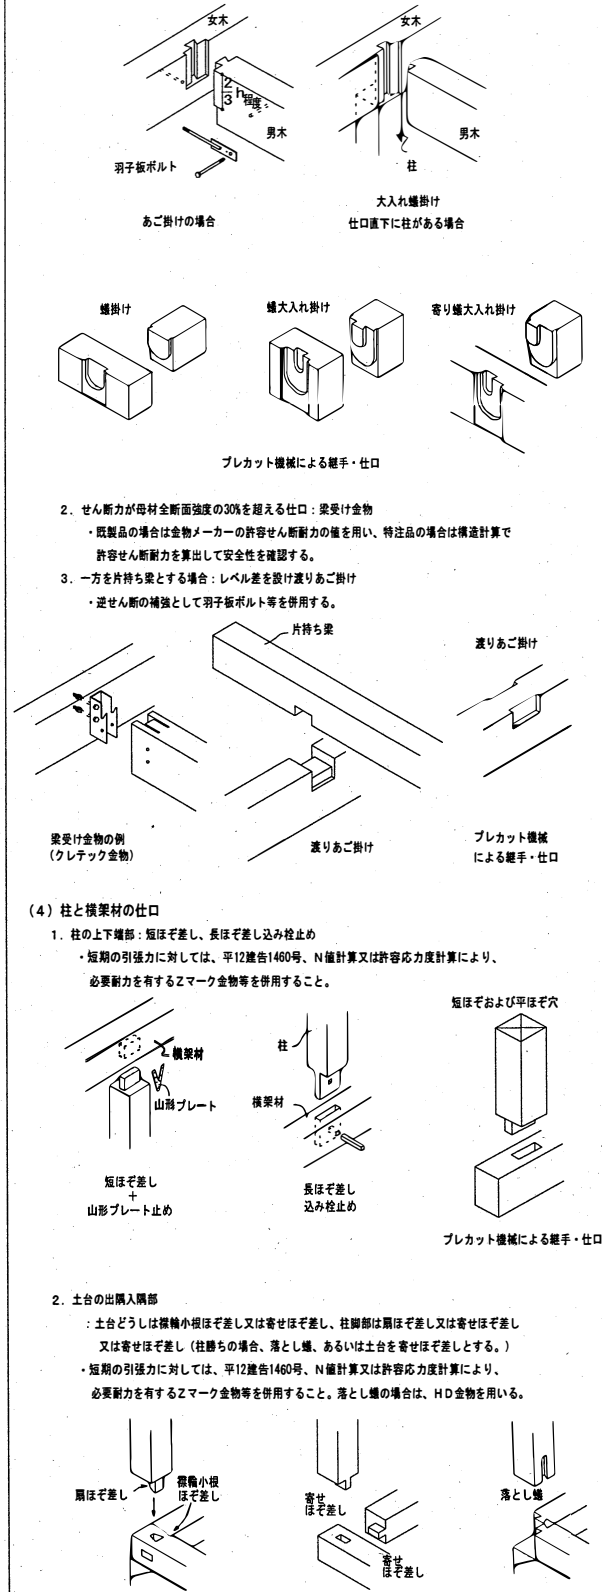 女木
2/3 h程度
男木
羽子板ボルト
あご掛けの場合
女木
男木
柱
大入れ蟻掛け
仕口直下に柱がある場合
蟻掛け
蟻大入れ掛け
寄り蟻大入れ掛け
プレカット機械による継手・仕口
2．せん断力が母材全断面強度の30%を超える仕口：梁受け金物
・既製品の場合は金物メーカーの許容せん断耐力の値を用い、特注品の場合は構造計算で
許容せん断耐力を算出して安全性を確認する。
3．一方を片持ち梁とする場合：レベル差を設け渡りあご掛け
・逆せん断の補強として羽子板ボルト等を併用する。
片持ち梁
渡りあご掛け
梁受け金物の例
（クレテック金物）
渡りあご掛け
プレカット機械
による継手・仕口
（4）柱と横架材の仕口
1．柱の上下端部：短ほぞ差し、長ほぞ差し込み栓止め
・短期の引張力に対しては、平12建告1460号、N値計算又は許容応力度計算により、
必要耐力を有するZマーク金物等を併用すること。
横架材
山形プレート
短ほぞ差し
＋
山形プレート止め
柱
横架材
長ほぞ差し
込み栓止め
短ほぞおよび平ほぞ穴
プレカット機械による継手・仕口
2．土台の出隅入隅部
：土台どうしは襟輪小根ほぞ差し又は寄せほぞ差し、柱脚部は扇ほぞ差し又は寄せほぞ差し
又は寄せほぞ差し（柱勝ちの場合、落とし蟻、あるいは土台を寄せほぞ差しとする。）
・短期の引張力に対しては、平12建告1460号、N値計算又は許容応力度計算により、
必要耐力を有するZマーク金物等を併用すること。落とし蟻の場合は、HD金物を用いる。
扇ほぞ差し
襟輪小根
ほぞ差し
寄せ
ほぞ差し
寄せ
ほぞ差し
落とし蟻